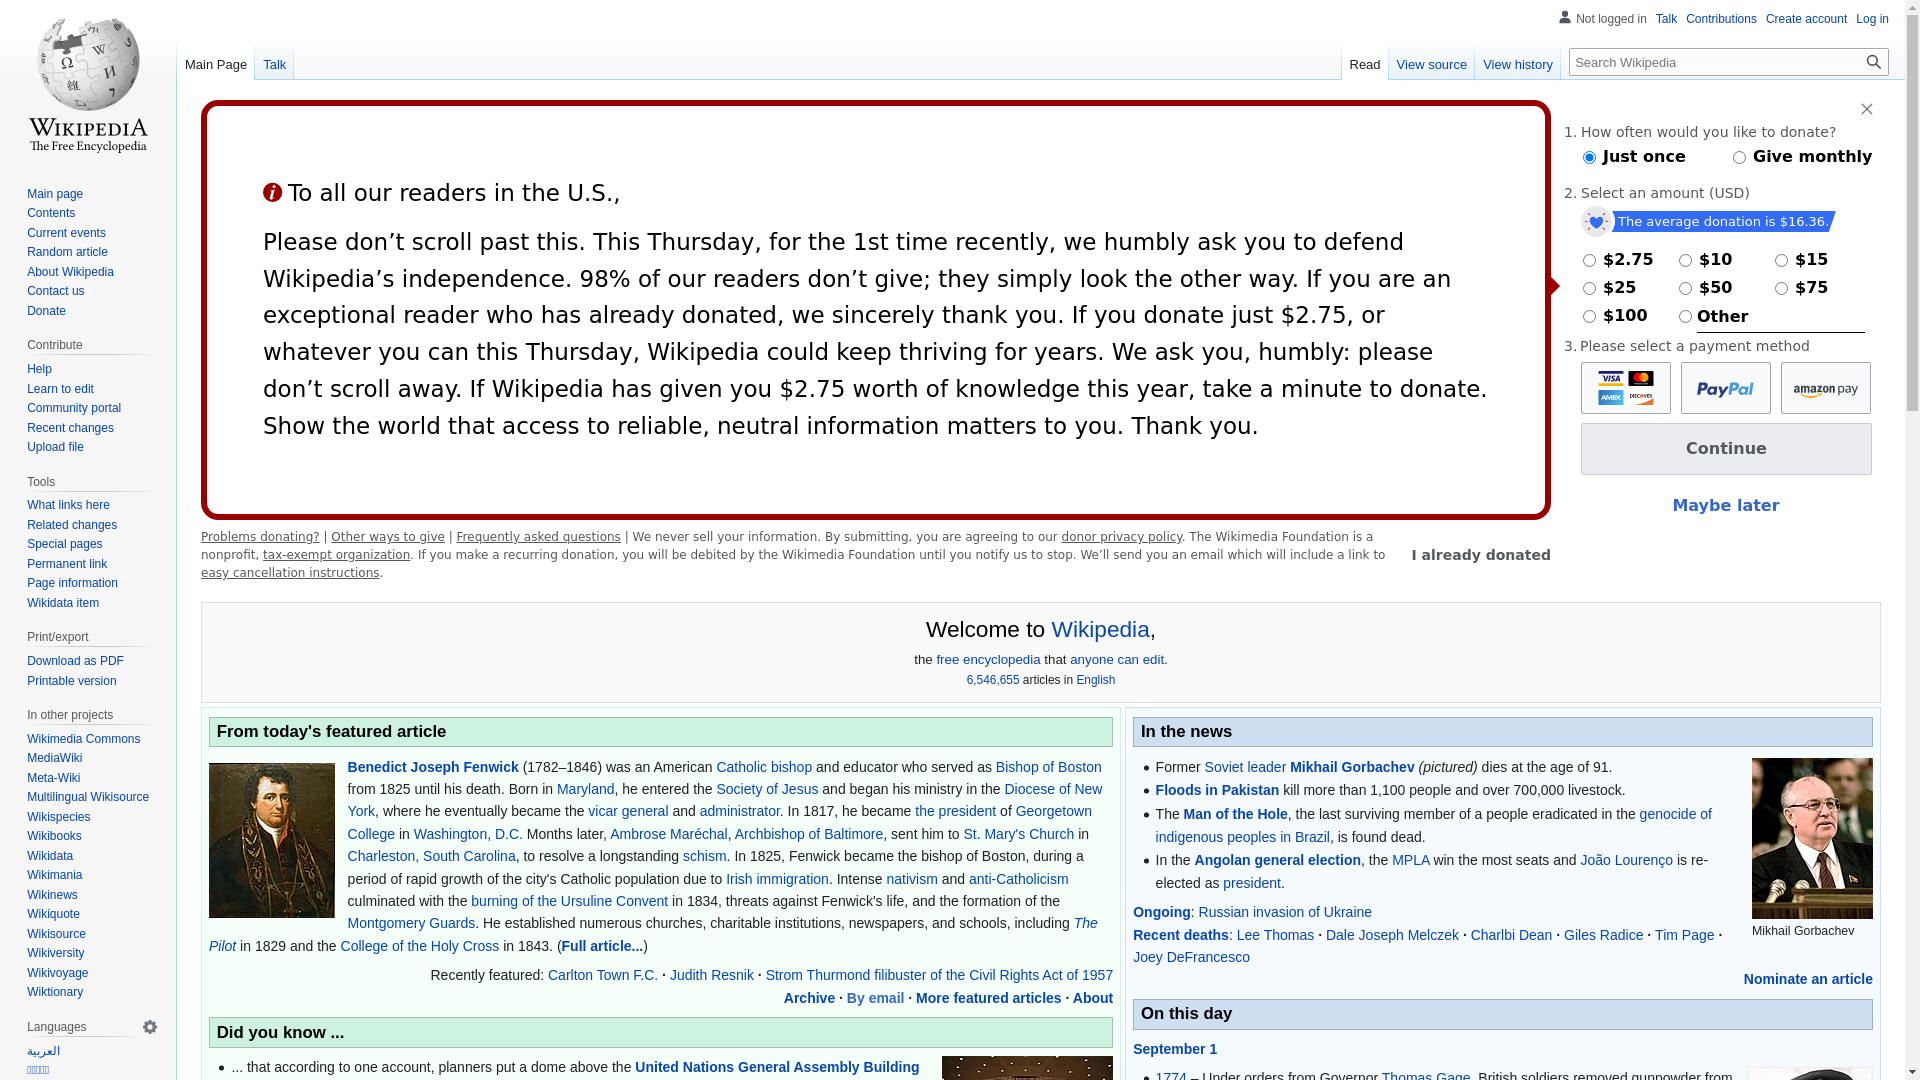 Not logged in Talk Contributions Create account Log in
Main Page Talk Read View source View history Search Wikipedia
WIKIPEDIA
The Free Encyclopedia
Main page
Contents
Current events
Random article
About Wikipedia
Contact us
Donate
Contribute
Help
Learn to edit
Community portal
Recent changes
Upload file
Tools
What links here
Related changes
Special pages
Permanent link
Page information
Wikidata item
Print/export
Download as PDF
Printable version
In other projects
Wikimedia Commons
MediaWiki
Meta-Wiki
Multilingual Wikisource
Wikispecies
Wikibooks
Wikidata
Wikimania
Wikinews
Wikiquote
Wikisource
Wikiversity
Wikivoyage
Wiktionary
Languages
العربية
To all our readers in the U.S.,
Please don’t scroll past this. This Thursday, for the 1st time recently, we humbly ask you to defend
Wikipedia’s independence. 98% of our readers don’t give; they simply look the other way. If you are an
exceptional reader who has already donated, we sincerely thank you. If you donate just $2.75, or
whatever you can this Thursday, Wikipedia could keep thriving for years. We ask you, humbly: please
don’t scroll away. If Wikipedia has given you $2.75 worth of knowledge this year, take a minute to donate.
Show the world that access to reliable, neutral information matters to you. Thank you.
1. How often would you like to donate?
Just once Give monthly
2. Select an amount (USD)
The average donation is $16.36.
$2.75 $10 $15
$25 $50 $75
$100 Other
3. Please select a payment method
VISA AMEX DISCOVER PayPal amazon pay
Continue
Maybe later
Problems donating? | Other ways to give | Frequently asked questions | We never sell your information. By submitting, you are agreeing to our donor privacy policy. The Wikimedia Foundation is a
nonprofit, tax-exempt organization. If you make a recurring donation, you will be debited by the Wikimedia Foundation until you notify us to stop. We’ll send you an email which will include a link to
easy cancellation instructions.
I already donated
Welcome to Wikipedia,
the free encyclopedia that anyone can edit.
6,546,655 articles in English
From today's featured article
Benedict Joseph Fenwick (1782–1846) was an American Catholic bishop and educator who served as Bishop of Boston
from 1825 until his death. Born in Maryland, he entered the Society of Jesus and began his ministry in the Diocese of New
York, where he eventually became the vicar general and administrator. In 1817, he became the president of Georgetown
College in Washington, D.C. Months later, Ambrose Maréchal, Archbishop of Baltimore, sent him to St. Mary's Church in
Charleston, South Carolina, to resolve a longstanding schism. In 1825, Fenwick became the bishop of Boston, during a
period of rapid growth of the city's Catholic population due to Irish immigration. Intense nativism and anti-Catholicism
culminated with the burning of the Ursuline Convent in 1834, threats against Fenwick's life, and the formation of the
Montgomery Guards. He established numerous churches, charitable institutions, newspapers, and schools, including The
Pilot in 1829 and the College of the Holy Cross in 1843. (Full article...)
Recently featured: Carlton Town F.C. · Judith Resnik · Strom Thurmond filibuster of the Civil Rights Act of 1957
Archive · By email · More featured articles · About
Did you know ...
... that according to one account, planners put a dome above the United Nations General Assembly Building
In the news
Former Soviet leader Mikhail Gorbachev (pictured) dies at the age of 91.
Floods in Pakistan kill more than 1,100 people and over 700,000 livestock.
The Man of the Hole, the last surviving member of a people eradicated in the genocide of
indigenous peoples in Brazil, is found dead.
In the Angolan general election, the MPLA win the most seats and João Lourenço is re-
elected as president.
Mikhail Gorbachev
Ongoing: Russian invasion of Ukraine
Recent deaths: Lee Thomas · Dale Joseph Melczek · Charlbi Dean · Giles Radice · Tim Page ·
Joey DeFrancesco
Nominate an article
On this day
September 1
1774 – Under orders from Governor Thomas Gage, British soldiers removed gunpowder from